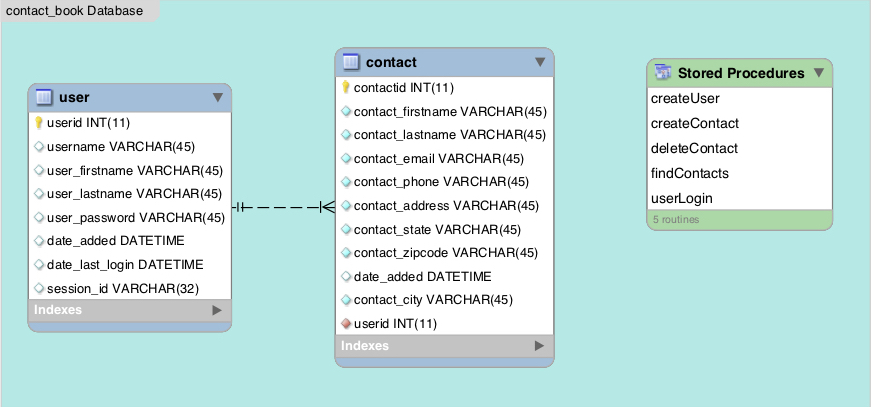 contact_book Database
user
userid INT(11)
username VARCHAR(45)
user_firstname VARCHAR(45)
user_lastname VARCHAR(45)
user_password VARCHAR(45)
date_added DATETIME
date_last_login DATETIME
session_id VARCHAR(32)
Indexes
contact
contactid INT(11)
contact_firstname VARCHAR(45)
contact_lastname VARCHAR(45)
contact_email VARCHAR(45)
contact_phone VARCHAR(45)
contact_address VARCHAR(45)
contact_state VARCHAR(45)
contact_zipcode VARCHAR(45)
date_added DATETIME
contact_city VARCHAR(45)
userid INT(11)
Indexes
Stored Procedures
createUser
createContact
deleteContact
findContacts
userLogin
5 routines